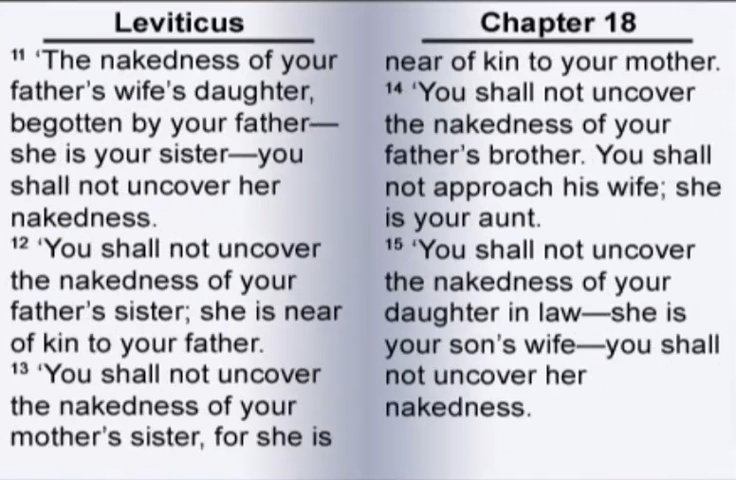 Leviticus
¹¹ ‘The nakedness of your
father’s wife’s daughter,
begotten by your father—
she is your sister—you
shall not uncover her
nakedness.
¹² ‘You shall not uncover
the nakedness of your
father’s sister; she is near
of kin to your father.
¹³ ‘You shall not uncover
the nakedness of your
mother’s sister, for she is
Chapter 18
near of kin to your mother.
¹⁴ ‘You shall not uncover
the nakedness of your
father’s brother. You shall
not approach his wife; she
is your aunt.
¹⁵ ‘You shall not uncover
the nakedness of your
daughter in law—she is
your son’s wife—you shall
not uncover her
nakedness.